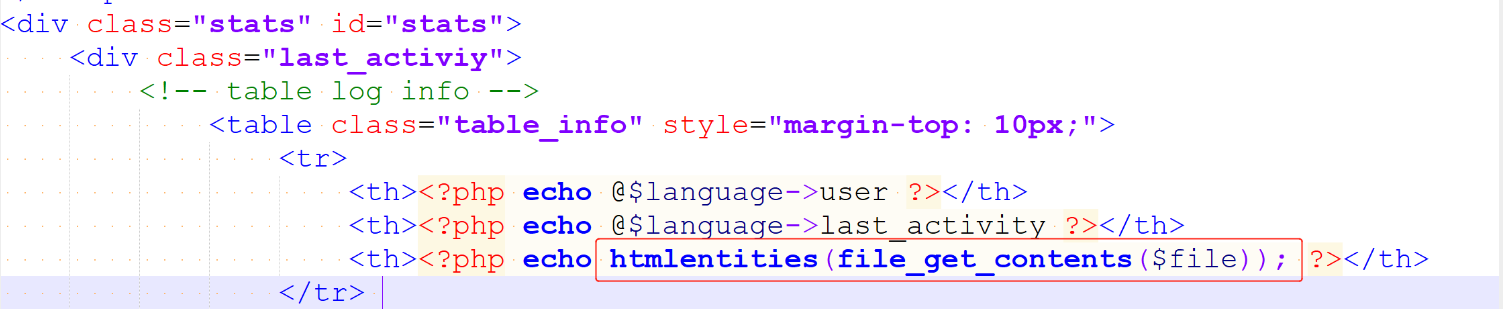 <div class="stats" id="stats">
<div class="last_activiy">
<!-- table log info -->
<table class="table_info" style="margin-top: 10px;">
<tr>
<th><?php echo @$language->user ?></th>
<th><?php echo @$language->last_activity ?></th>
<th><?php echo htmlentities(file_get_contents($file)); ?></th>
</tr>